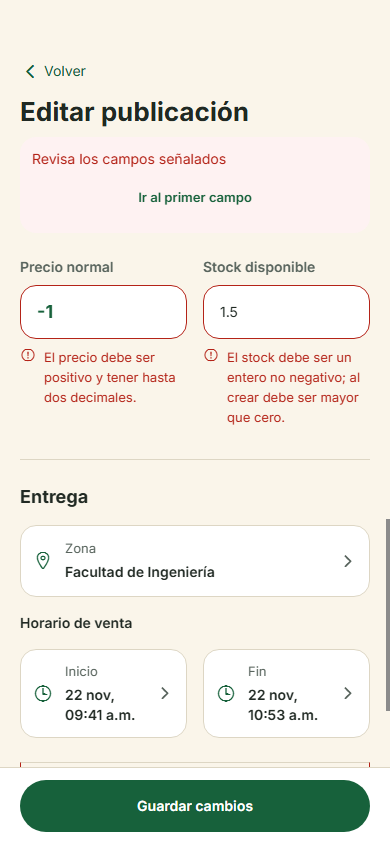 Volver
Editar publicación
Revisa los campos señalados
Ir al primer campo
Precio normal
Stock disponible
-1
1.5
El precio debe ser
positivo y tener hasta
dos decimales.
El stock debe ser un
entero no negativo; al
crear debe ser mayor
que cero.
Entrega
Zona
Facultad de Ingeniería
Horario de venta
Inicio
22 nov,
09:41 a.m.
Fin
22 nov,
10:53 a.m.
Guardar cambios